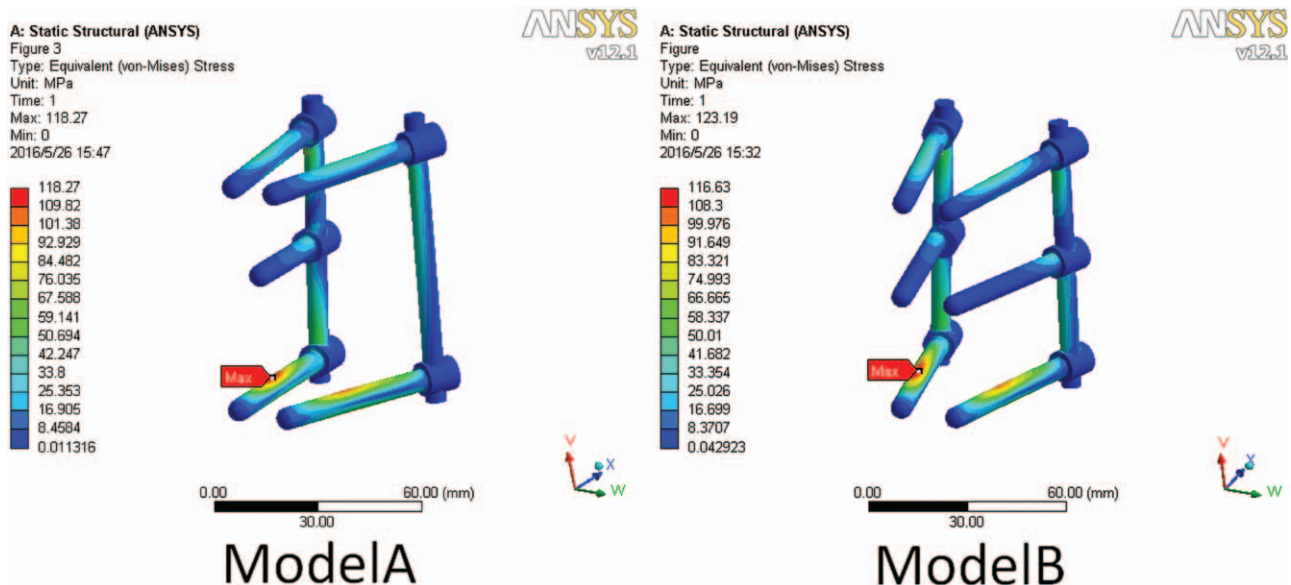 A: Static Structural (ANSYS)
Figure 3
Type: Equivalent (von-Mises) Stress
Unit: MPa
Time: 1
Max: 118.27
Min: 0
2016/5/26 15:47
ANSYS
v12.1
118.27
109.82
101.38
92.929
84.482
76.035
67.588
59.141
50.694
42.247
33.8
25.353
16.905
8.4584
0.011316
Max
V
X
W
0.00
60.00 (mm)
30.00
ModelA
A: Static Structural (ANSYS)
Figure
Type: Equivalent (von-Mises) Stress
Unit: MPa
Time: 1
Max: 123.19
Min: 0
2016/5/26 15:32
ANSYS
v12.1
116.63
108.3
99.976
91.649
83.321
74.993
66.665
58.337
50.01
41.682
33.354
25.026
16.699
8.3707
0.042923
Max
V
X
W
0.00
60.00 (mm)
30.00
ModelB